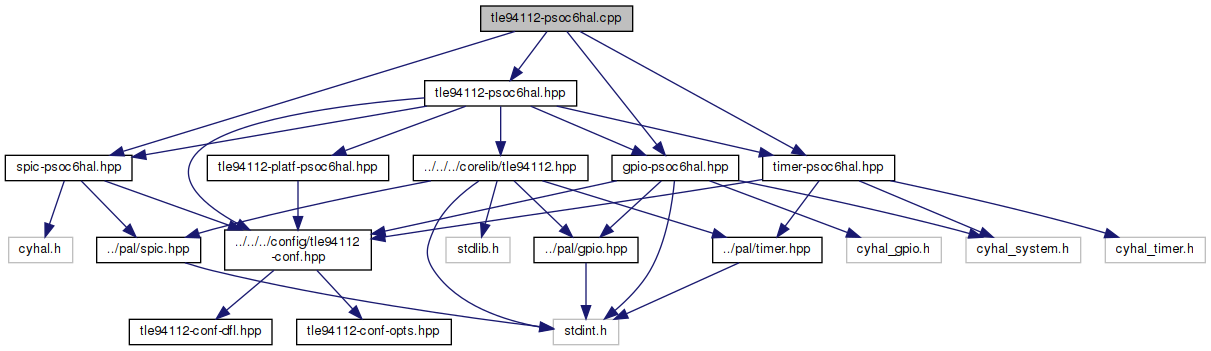 tle94112-psoc6hal.cpp
tle94112-psoc6hal.hpp
spic-psoc6hal.hpp
tle94112-platf-psoc6hal.hpp
../../../corelib/tle94112.hpp
gpio-psoc6hal.hpp
timer-psoc6hal.hpp
cyhal.h
../pal/spic.hpp
../../../config/tle94112
-conf.hpp
stdlib.h
../pal/gpio.hpp
../pal/timer.hpp
cyhal_gpio.h
cyhal_system.h
cyhal_timer.h
tle94112-conf-dfl.hpp
tle94112-conf-opts.hpp
stdint.h